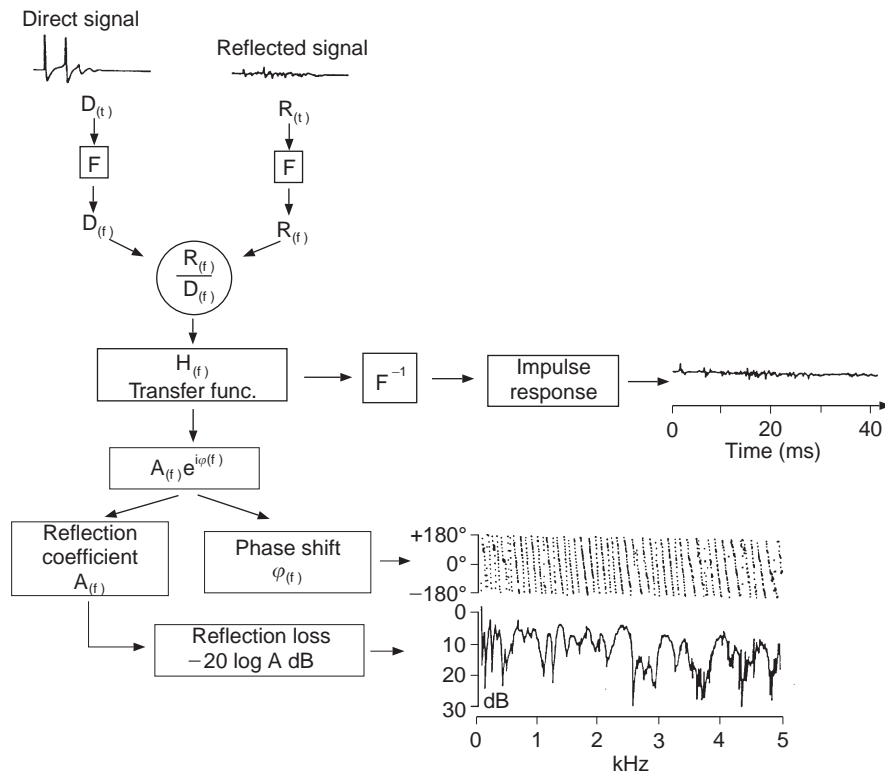 Direct signal
Reflected signal
D(t)
R(t)
F
F
D(f)
R(f)
R(f)
D(f)
H(f)
Transfer func.
F−1
Impulse
response
0 20 40
Time (ms)
A(f)eiφ(f)
Reflection
coefficient
A(f)
Phase shift
φ(f)
+180°
0°
−180°
Reflection loss
−20 log A dB
0
10
20
30
dB
0 1 2 3 4 5
kHz